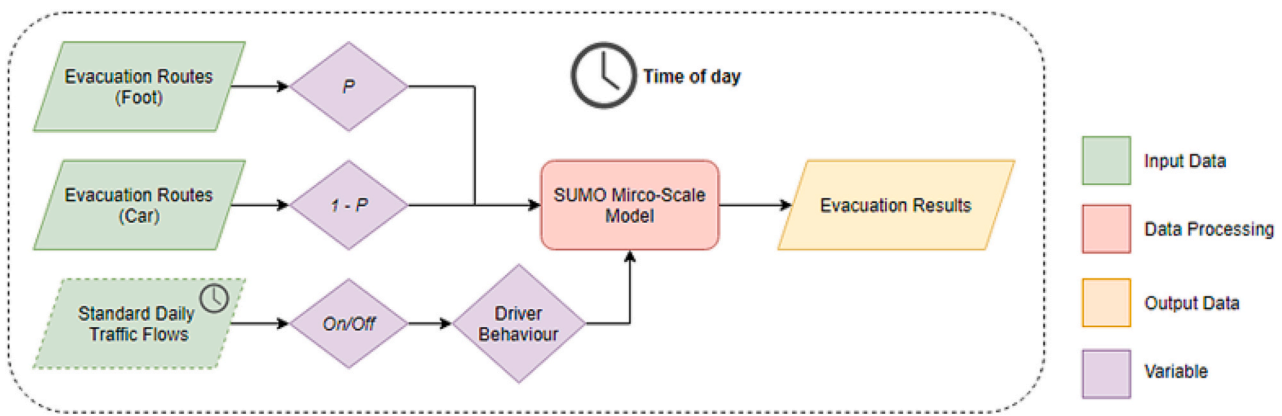 Evacuation Routes
(Foot)
P
Time of day
Evacuation Routes
(Car)
1 - P
SUMO Mirco-Scale
Model
Evacuation Results
Standard Daily
Traffic Flows
On/Off
Driver
Behaviour
Input Data
Data Processing
Output Data
Variable